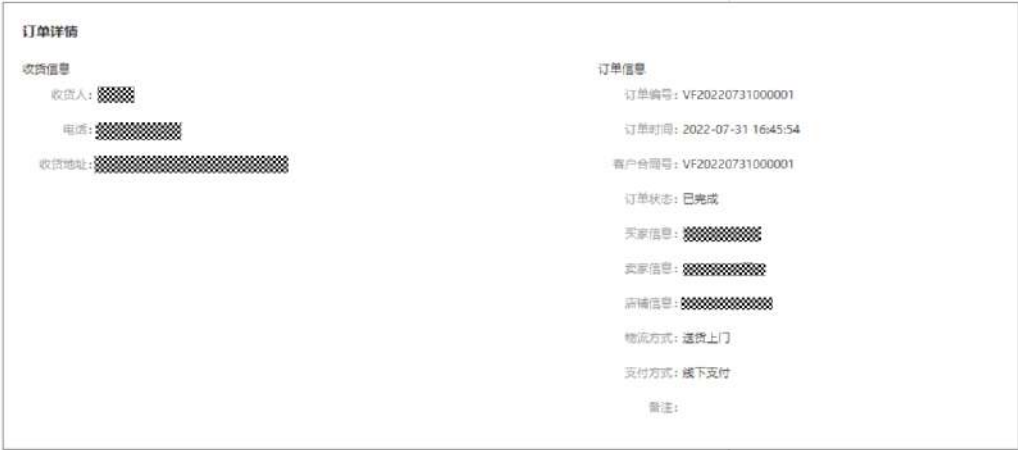 订单详情
收货信息
收货人:
电话:
收货地址:
订单信息
订单编号: VF20220731000001
订单时间: 2022-07-31 16:45:54
客户合同号: VF20220731000001
订单状态: 已完成
买家信息:
卖家信息:
店铺信息:
物流方式: 送货上门
支付方式: 线下支付
备注: